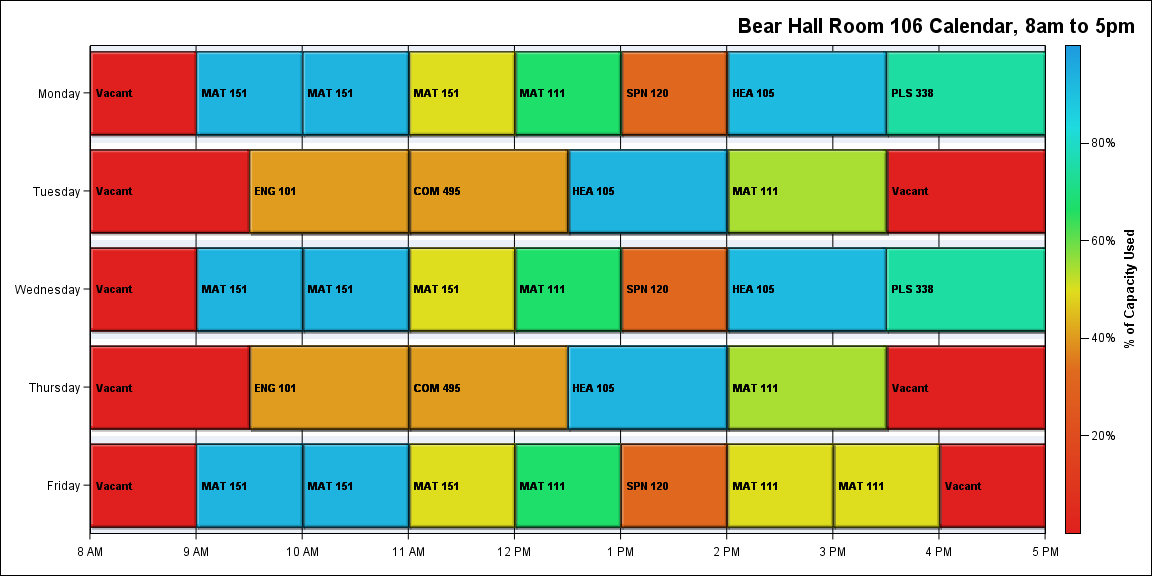 Bear Hall Room 106 Calendar, 8am to 5pm
Monday
Vacant
MAT 151
MAT 151
MAT 151
MAT 111
SPN 120
HEA 105
PLS 338
Tuesday
Vacant
ENG 101
COM 495
HEA 105
MAT 111
Vacant
Wednesday
Vacant
MAT 151
MAT 151
MAT 151
MAT 111
SPN 120
HEA 105
PLS 338
Thursday
Vacant
ENG 101
COM 495
HEA 105
MAT 111
Vacant
Friday
Vacant
MAT 151
MAT 151
MAT 151
MAT 111
SPN 120
MAT 111
MAT 111
Vacant
8 AM
9 AM
10 AM
11 AM
12 PM
1 PM
2 PM
3 PM
4 PM
5 PM
80%
60%
40%
20%
% of Capacity Used